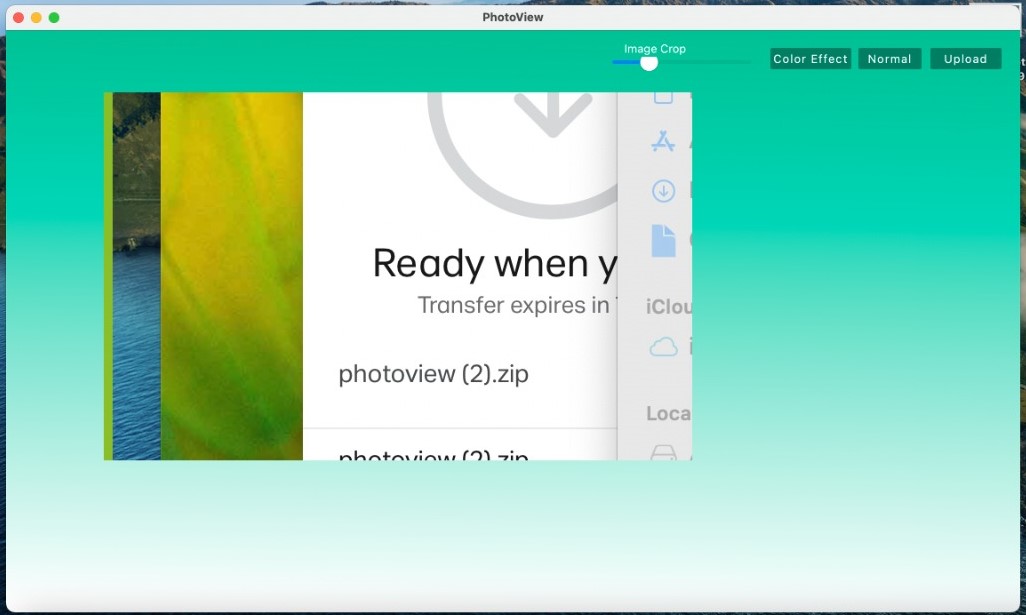 PhotoView
Image Crop
Color Effect
Normal
Upload
Ready when y
Transfer expires in
photoview (2).zip
photoview (2).zip
iClou
Loca